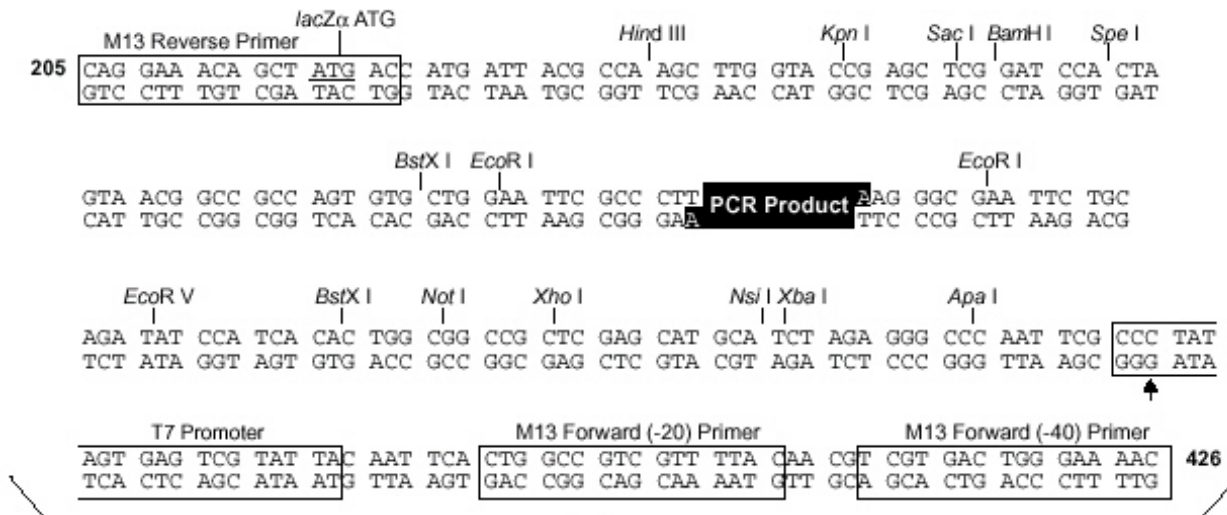 lacZα ATG
M13 Reverse Primer Hind III Kpn I Sac I BamH I Spe I
205 CAG GAA ACA GCT ATG ACC ATG ATT ACG CCA AGC TTG GTA CCG AGC TCG GAT CCA CTA
GTC CTT TGT CGA TAC TGG TAC TAA TGC GGT TCG AAC CAT GGC TCG AGC CTA GGT GAT
BstX I EcoR I EcoR I
GTA ACG GCC GCC AGT GTG CTG GAA TTC GCC CTT PCR Product AAG GGC GAA TTC TGC
CAT TGC CGG CGG TCA CAC GAC CTT AAG CGG GAA TTC CCG CTT AAG ACG
EcoR V BstX I Not I Xho I Nsi I Xba I Apa I
AGA TAT CCA TCA CAC TGG CGG CCG CTC GAG CAT GCA TCT AGA GGG CCC AAT TCG CCC TAT
TCT ATA GGT AGT GTG ACC GCC GGC GAG CTC GTA CGT AGA TCT CCC GGG TTA AGC GGG ATA
T7 Promoter M13 Forward (-20) Primer M13 Forward (-40) Primer
AGT GAG TCG TAT TAC AAT TCA CTG GCC GTC GTT TTA CAA CGT CGT GAC TGG GAA AAC 426
TCA CTC AGC ATA ATG TTA AGT GAC CGG CAG CAA AAT GTT GCA GCA CTG ACC CTT TTG